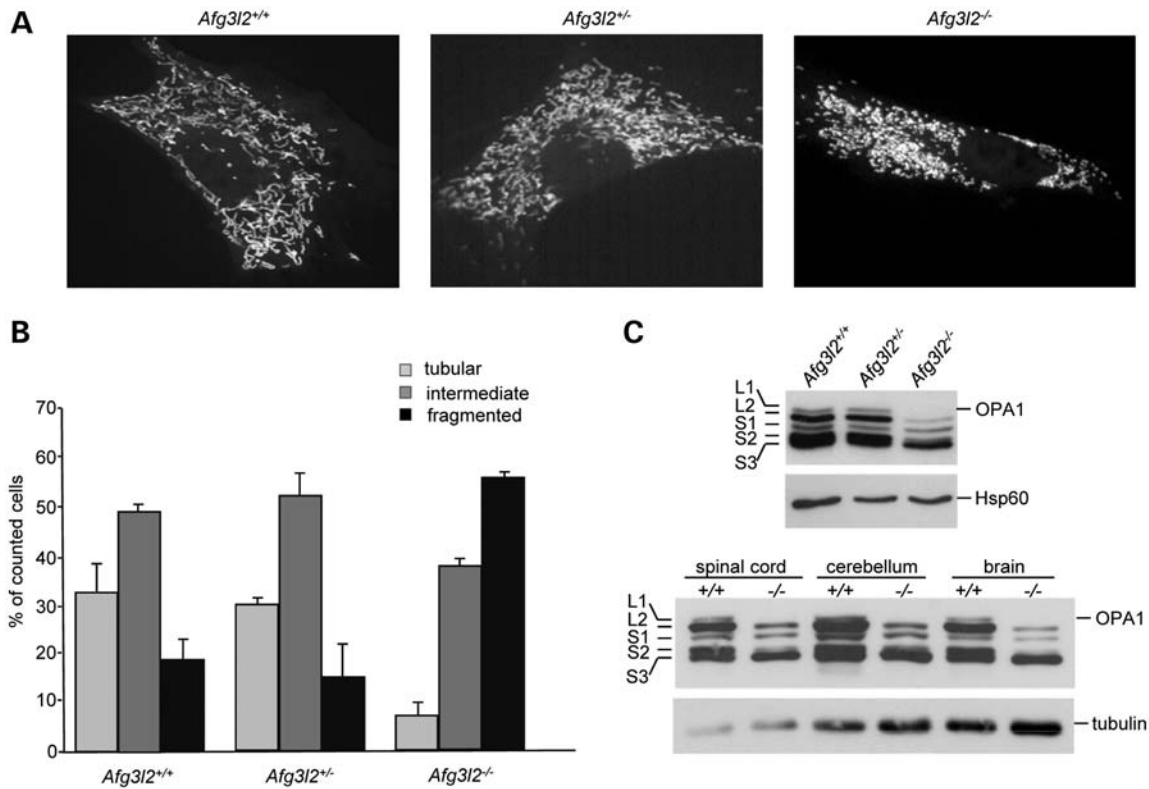 A
Afg3l2+/+
Afg3l2+/-
Afg3l2-/-
B
tubular
intermediate
fragmented
% of counted cells
70
60
50
40
30
20
10
0
Afg3l2+/+
Afg3l2+/-
Afg3l2-/-
C
Afg3l2+/+
Afg3l2+/-
Afg3l2-/-
L1
L2
S1
S2
S3
OPA1
Hsp60
spinal cord cerebellum brain
+/+ -/- +/+ -/- +/+ -/-
L1
L2
S1
S2
S3
OPA1
tubulin